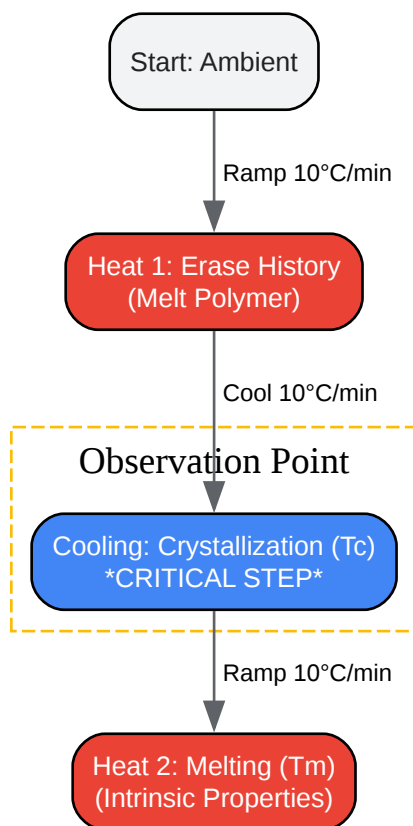 Start: Ambient
Ramp 10°C/min
Heat 1: Erase History
(Melt Polymer)
Cool 10°C/min
Observation Point
Cooling: Crystallization (Tc)
*CRITICAL STEP*
Ramp 10°C/min
Heat 2: Melting (Tm)
(Intrinsic Properties)